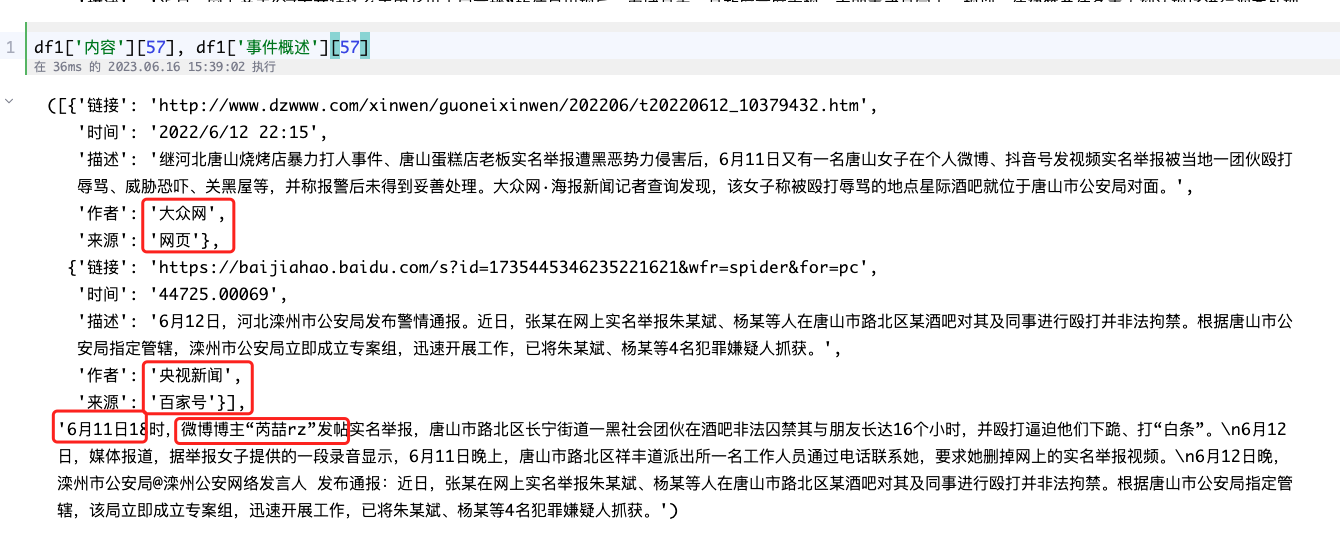 1 df1['内容'][57], df1['事件概述'][57]
在 36ms 的 2023.06.16 15:39:02 执行
([{'链接': 'http://www.dzwww.com/xinwen/guoneixinwen/202206/t20220612_10379432.htm',
'时间': '2022/6/12 22:15',
'描述': '继河北唐山烧烤店暴力打人事件、唐山蛋糕店老板实名举报遭黑恶势力侵害后，6月11日又有一名唐山女子在个人微博、抖音号发视频实名举报被当地一团伙殴打
辱骂、威胁恐吓、关黑屋等，并称报警后未得到妥善处理。大众网·海报新闻记者查询发现，该女子称被殴打辱骂的地点星际酒吧就位于唐山市公安局对面。',
'作者': '大众网',
'来源': '网页'},
{'链接': 'https://baijiahao.baidu.com/s?id=1735445346235221621&wfr=spider&for=pc',
'时间': '44725.00069',
'描述': '6月12日，河北滦州市公安局发布警情通报。近日，张某在网上实名举报朱某斌、杨某等人在唐山市路北区某酒吧对其及同事进行殴打并非法拘禁。根据唐山市公
安局指定管辖，滦州市公安局立即成立专案组，迅速开展工作，已将朱某斌、杨某等4名犯罪嫌疑人抓获。',
'作者': '央视新闻',
'来源': '百家号'}],
'6月11日18时，微博博主“芮喆rz”发帖实名举报，唐山市路北区长宁街道一黑社会团伙在酒吧非法囚禁其与朋友长达16个小时，并殴打逼迫他们下跪、打“白条”。\n6月12
日，媒体报道，据举报女子提供的一段录音显示，6月11日晚上，唐山市路北区祥丰道派出所一名工作人员通过电话联系她，要求她删掉网上的实名举报视频。\n6月12日晚，
滦州市公安局@滦州公安网络发言人 发布通报：近日，张某在网上实名举报朱某斌、杨某等人在唐山市路北区某酒吧对其及同事进行殴打并非法拘禁。根据唐山市公安局指定管
辖，该局立即成立专案组，迅速开展工作，已将朱某斌、杨某等4名犯罪嫌疑人抓获。')